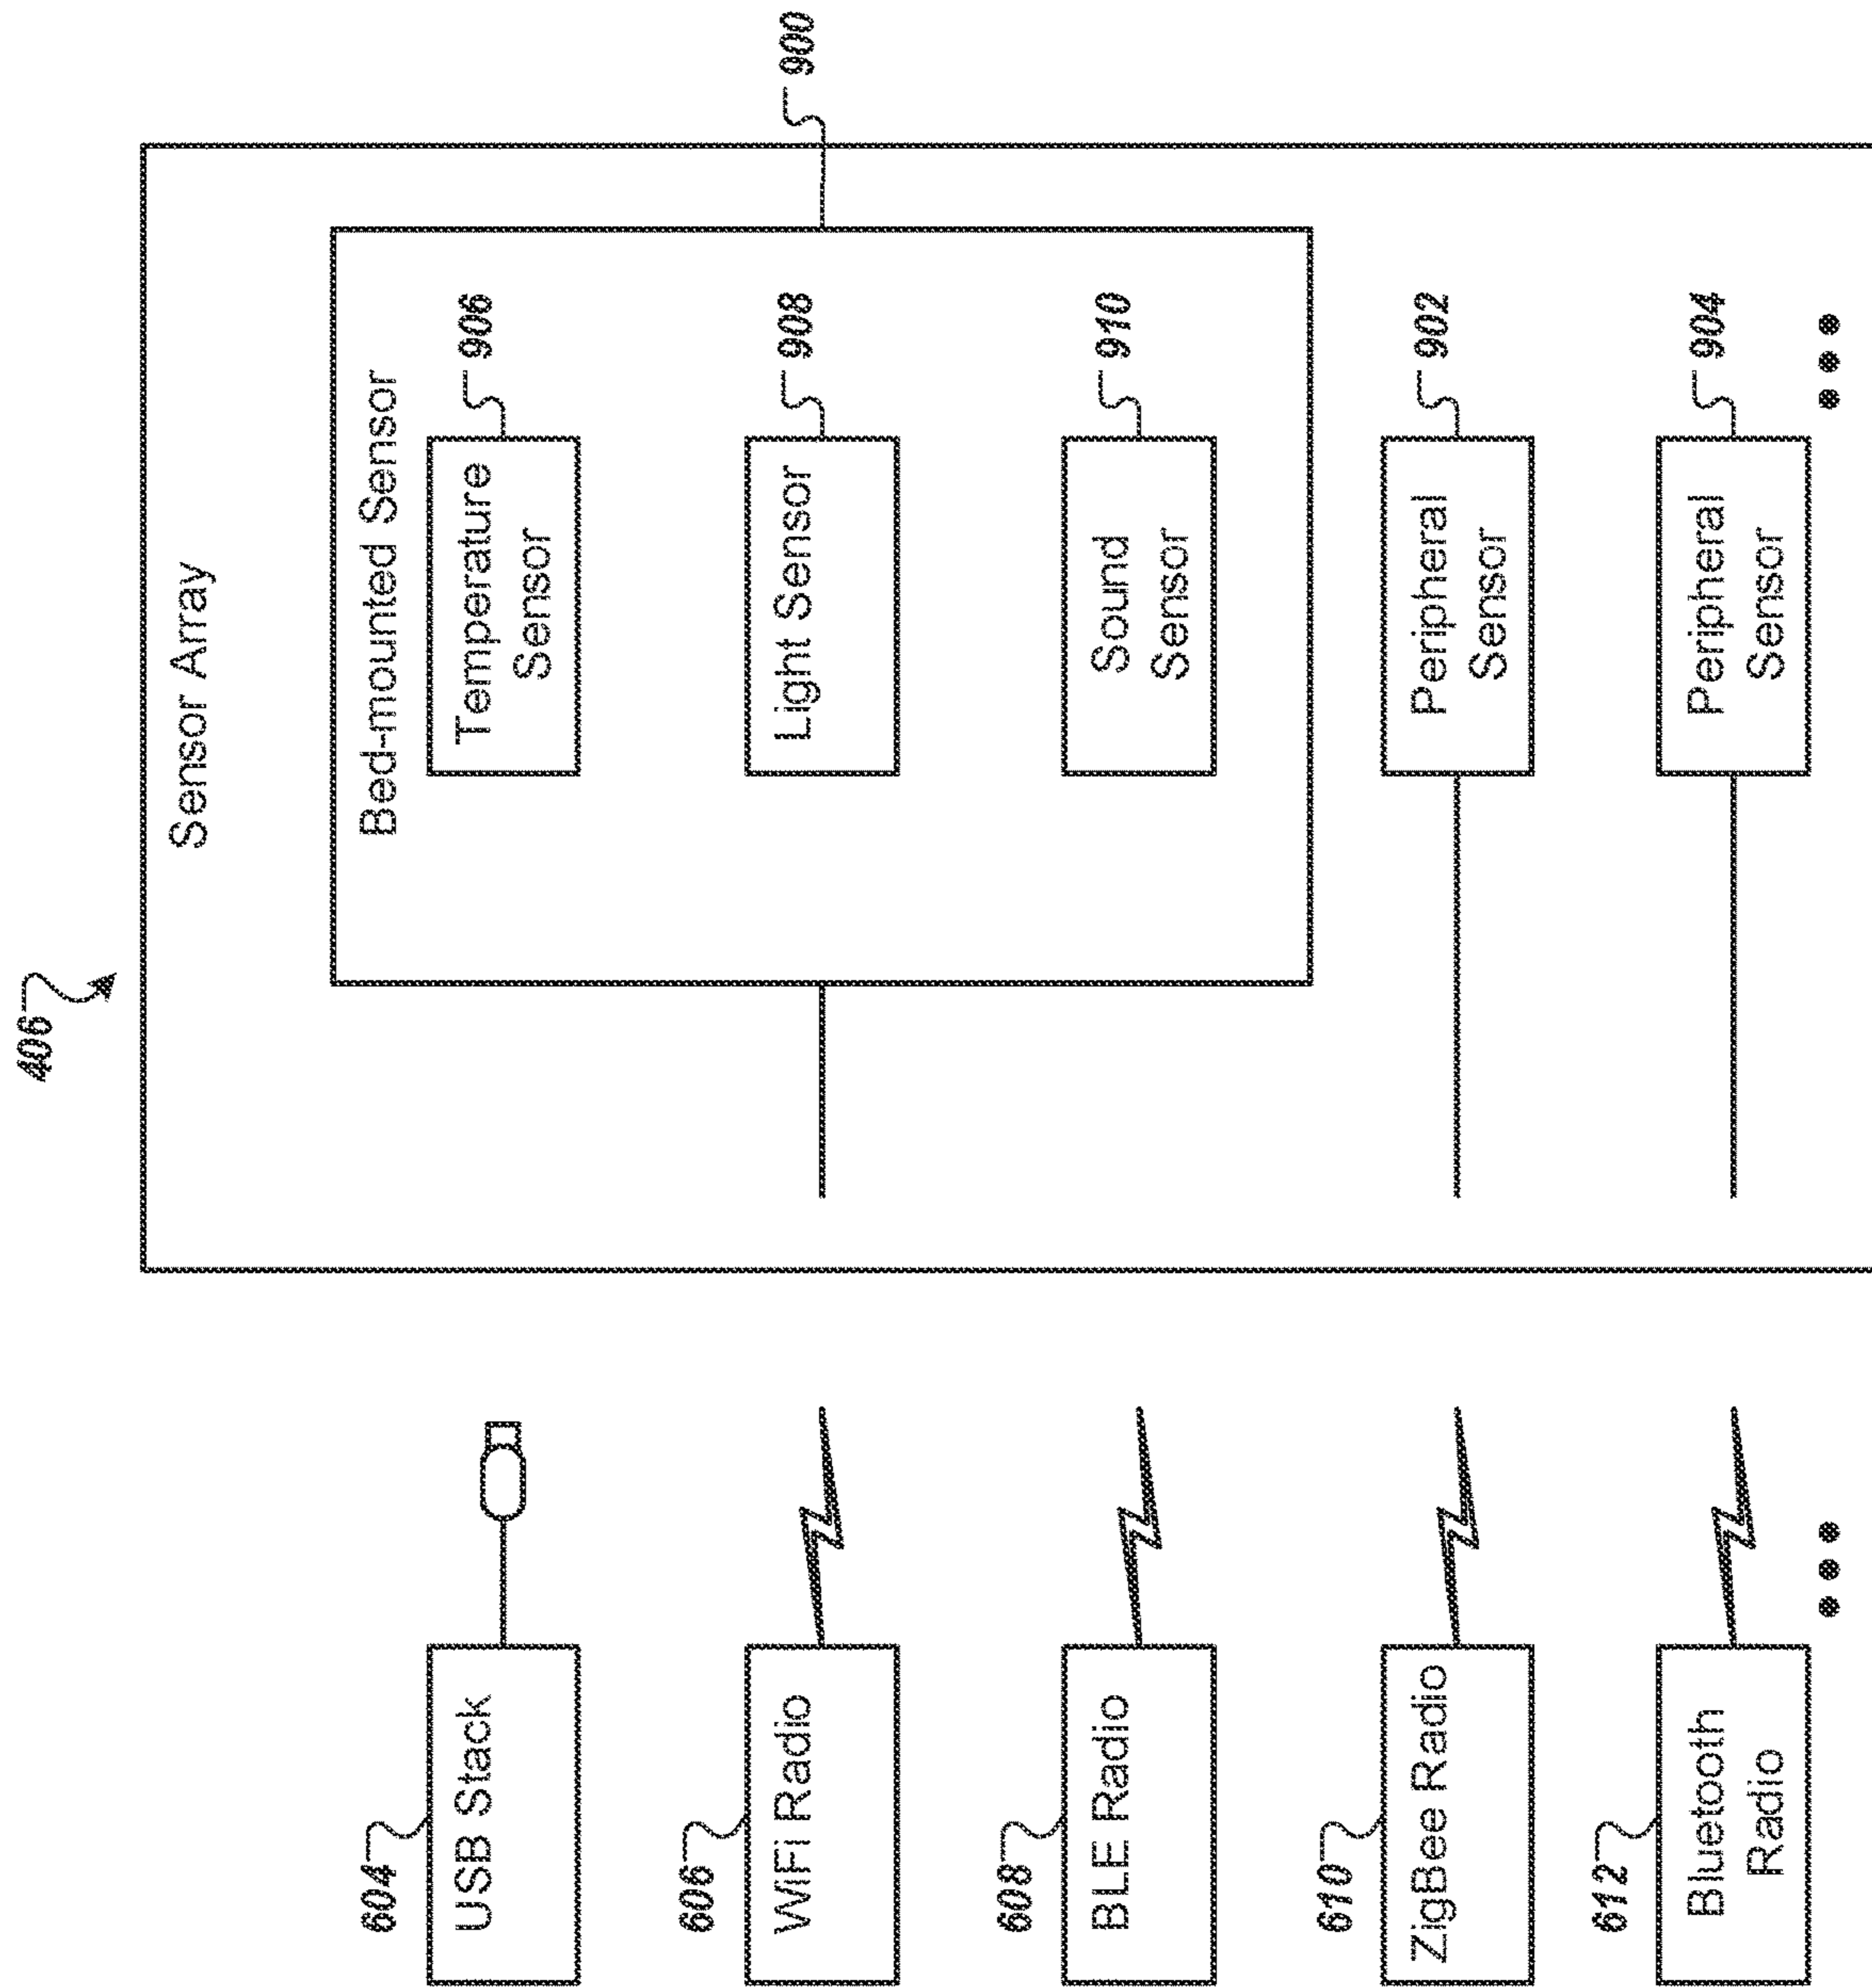 406
Sensor Array
Bed-mounted Sensor
900
604
USB Stack
Temperature
Sensor
906
606
WiFi Radio
Light Sensor
908
608
BLE Radio
Sound
Sensor
910
610
ZigBee Radio
Peripheral
Sensor
902
612
Bluetooth
Radio
Peripheral
Sensor
904